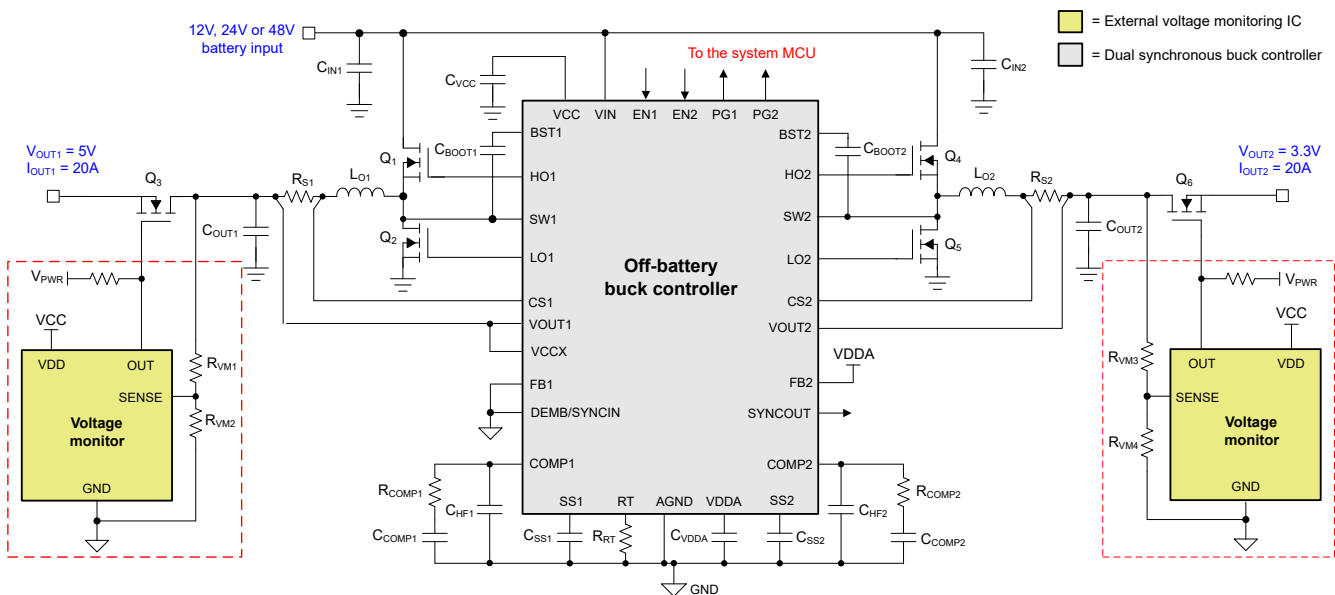 12V, 24V or 48V
battery input
= External voltage monitoring IC
= Dual synchronous buck controller
To the system MCU
CIN1
CVCC
CIN2
VCC
VIN
EN1
EN2
PG1
PG2
BST1
BST2
VOUT1 = 5V
IOUT1 = 20A
Q3
RS1
LO1
Q1
CBOOT1
HO1
SW1
Q2
LO1
COUT1
CBOOT2
Q4
HO2
SW2
Q5
LO2
LO2
RS2
COUT2
Q6
VOUT2 = 3.3V
IOUT2 = 20A
Off-battery
buck controller
CS1
VOUT1
VCCX
FB1
DEMB/SYNCIN
CS2
VOUT2
VDDA
FB2
SYNCOUT
VPWR
VCC
VDD
OUT
SENSE
Voltage
monitor
GND
RVM1
RVM2
VPWR
VCC
OUT
VDD
SENSE
Voltage
monitor
GND
RVM3
RVM4
COMP1
COMP2
SS1
RT
AGND
VDDA
SS2
RCOMP1
CHF1
CCOMP1
CSS1
RRT
CVDDA
CSS2
CHF2
RCOMP2
CCOMP2
GND